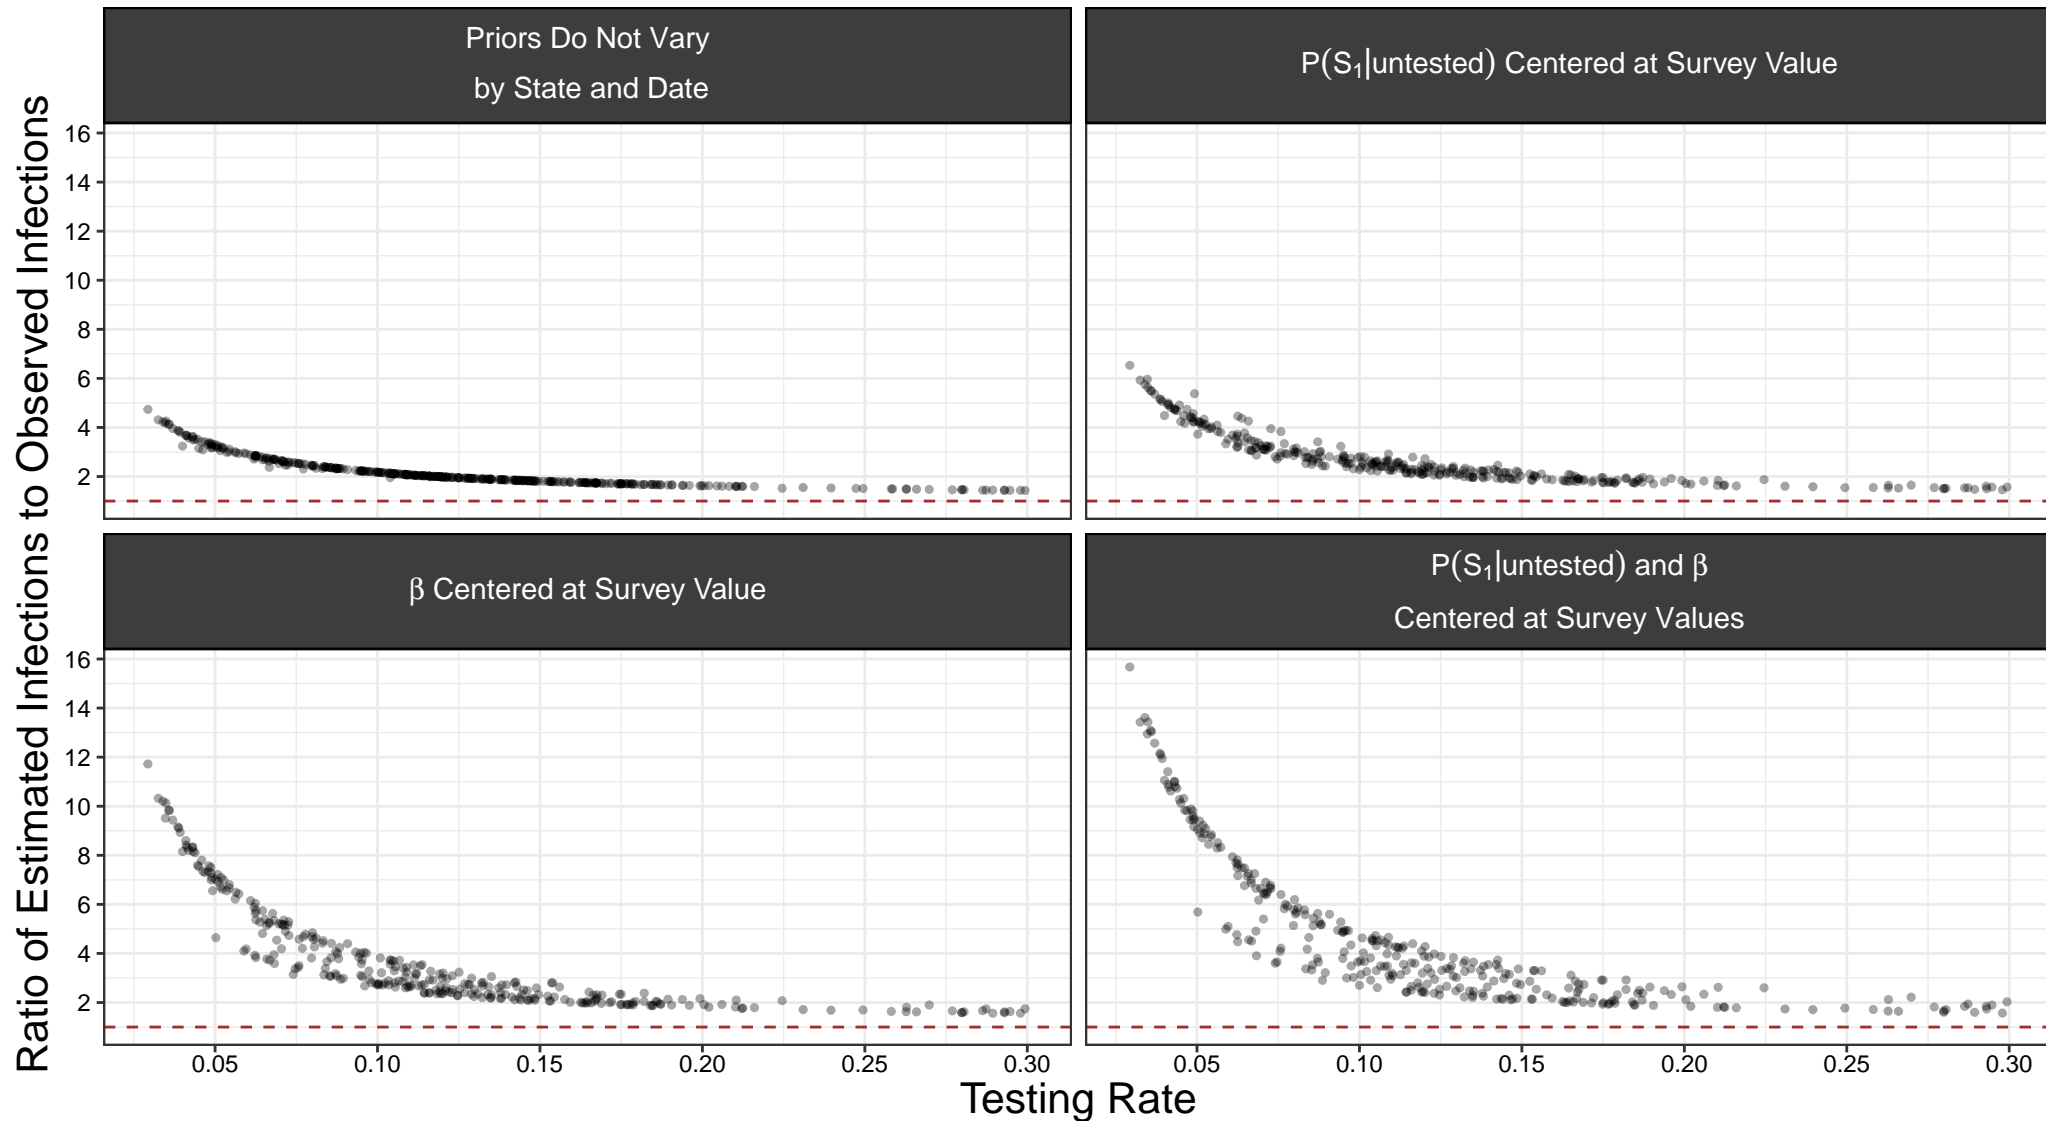 Priors Do Not Vary
by State and Date
P(S₁|untested) Centered at Survey Value
Ratio of Estimated Infections to Observed Infections
16
14
12
10
8
6
4
2
β Centered at Survey Value
P(S₁|untested) and β
Centered at Survey Values
16
14
12
10
8
6
4
2
0.05 0.10 0.15 0.20 0.25 0.30
0.05 0.10 0.15 0.20 0.25 0.30
Testing Rate